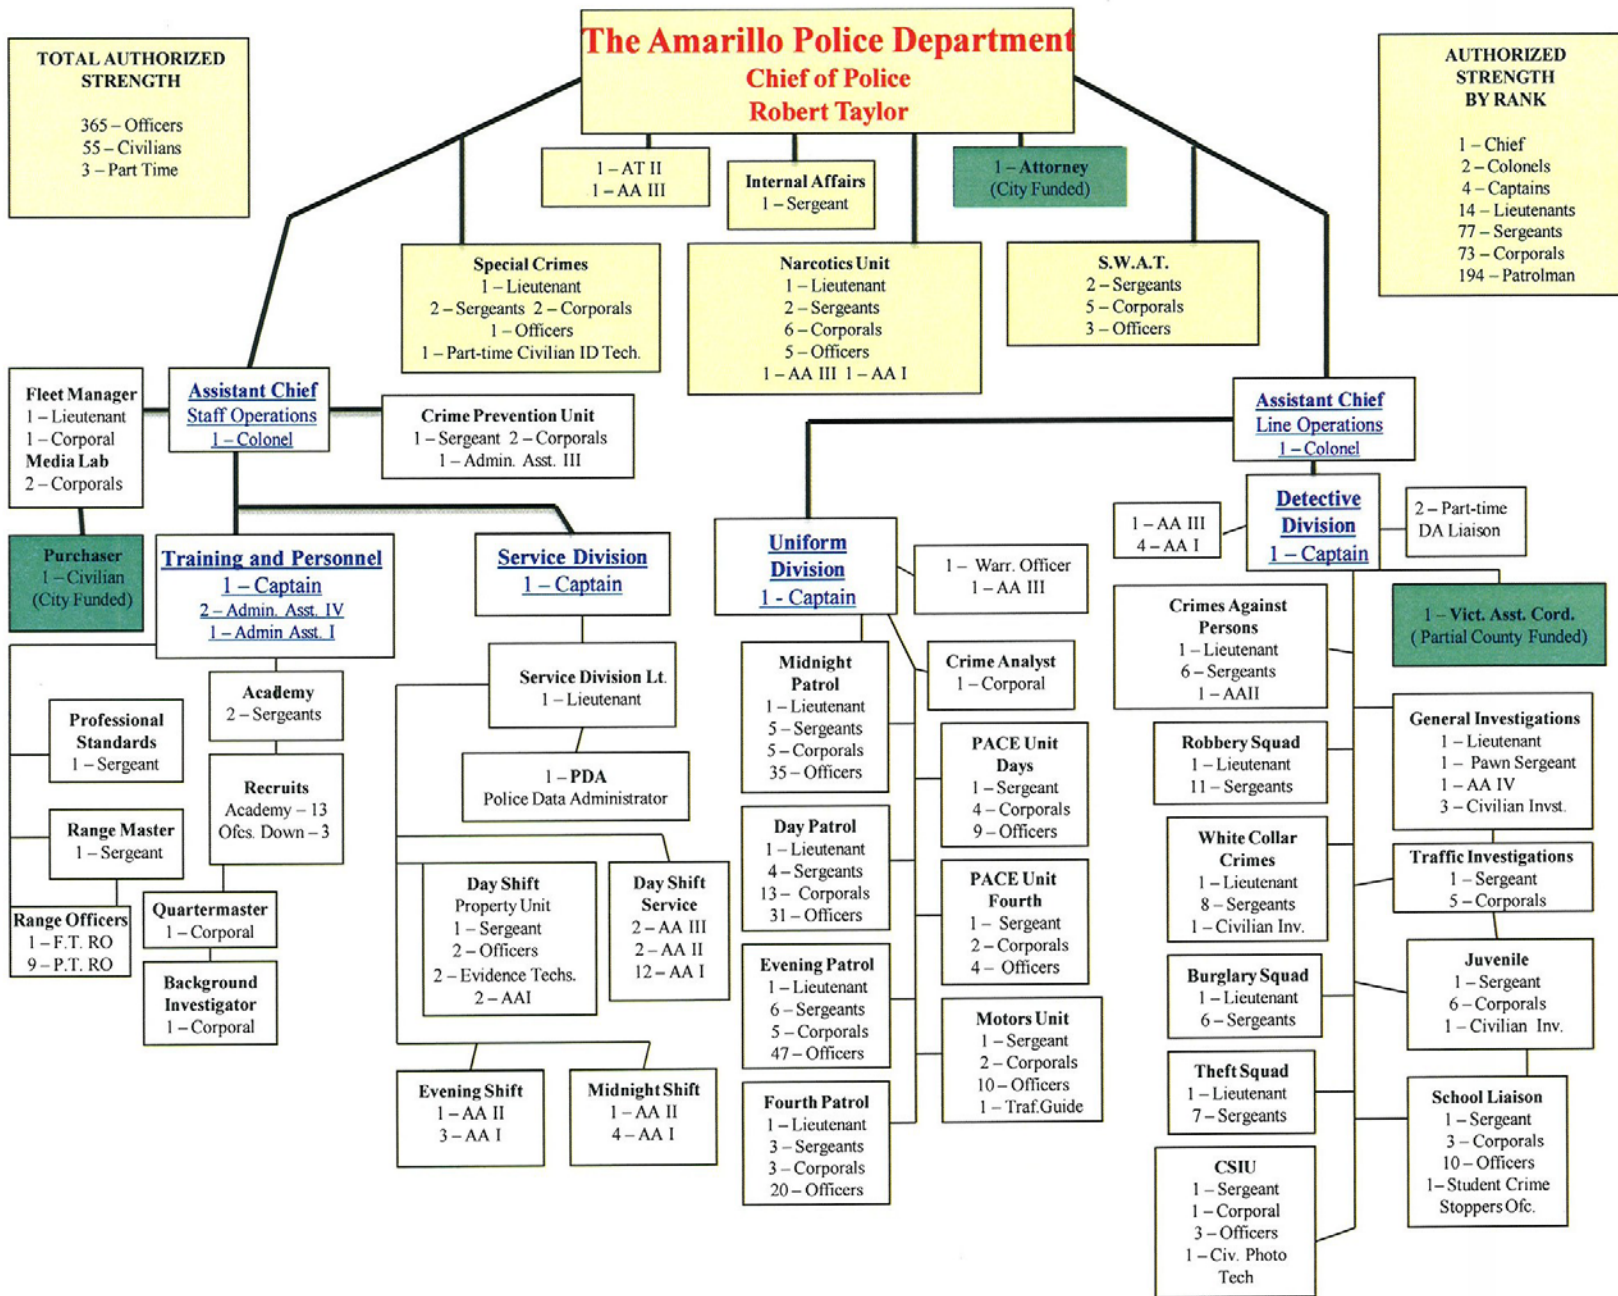 The Amarillo Police Department
Chief of Police
Robert Taylor
TOTAL AUTHORIZED
STRENGTH
365 – Officers
55 – Civilians
3 – Part Time
AUTHORIZED
STRENGTH
BY RANK
1 – Chief
2 – Colonels
4 – Captains
14 – Lieutenants
77 – Sergeants
73 – Corporals
194 – Patrolman
1 – AT II
1 – AA III
Internal Affairs
1 – Sergeant
1 – Attorney
(City Funded)
Special Crimes
1 – Lieutenant
2 – Sergeants 2 – Corporals
1 – Officers
1 – Part-time Civilian ID Tech.
Narcotics Unit
1 – Lieutenant
2 – Sergeants
6 – Corporals
5 – Officers
1 – AA III 1 – AA I
S.W.A.T.
2 – Sergeants
5 – Corporals
3 – Officers
Fleet Manager
1 – Lieutenant
1 – Corporal
Media Lab
2 – Corporals
Assistant Chief
Staff Operations
1 – Colonel
Crime Prevention Unit
1 – Sergeant 2 – Corporals
1 – Admin. Asst. III
Assistant Chief
Line Operations
1 – Colonel
Purchaser
1 – Civilian
(City Funded)
Training and Personnel
1 – Captain
2 – Admin. Asst. IV
1 – Admin Asst. I
Service Division
1 – Captain
Uniform
Division
1 - Captain
1 – Warr. Officer
1 – AA III
1 – AA III
4 – AA I
Detective
Division
1 – Captain
2 – Part-time
DA Liaison
1 – Vict. Asst. Cord.
( Partial County Funded)
Professional
Standards
1 – Sergeant
Range Master
1 – Sergeant
Range Officers
1 – F.T. RO
9 – P.T. RO
Academy
2 – Sergeants
Recruits
Academy – 13
Ofcs. Down – 3
Quartermaster
1 – Corporal
Background
Investigator
1 – Corporal
Service Division Lt.
1 – Lieutenant
1 – PDA
Police Data Administrator
Day Shift
Property Unit
1 – Sergeant
2 – Officers
2 – Evidence Techs.
2 – AAI
Day Shift
Service
2 – AA III
2 – AA II
12 – AA I
Evening Shift
1 – AA II
3 – AA I
Midnight Shift
1 – AA II
4 – AA I
Midnight
Patrol
1 – Lieutenant
5 – Sergeants
5 – Corporals
35 – Officers
Day Patrol
1 – Lieutenant
4 – Sergeants
13 – Corporals
31 – Officers
Evening Patrol
1 – Lieutenant
6 – Sergeants
5 – Corporals
47 – Officers
Fourth Patrol
1 – Lieutenant
3 – Sergeants
3 – Corporals
20 – Officers
Crime Analyst
1 – Corporal
PACE Unit
Days
1 – Sergeant
4 – Corporals
9 – Officers
PACE Unit
Fourth
1 – Sergeant
2 – Corporals
4 – Officers
Motors Unit
1 – Sergeant
2 – Corporals
10 – Officers
1 – Traf.Guide
Crimes Against
Persons
1 – Lieutenant
6 – Sergeants
1 – AAII
Robbery Squad
1 – Lieutenant
11 – Sergeants
White Collar
Crimes
1 – Lieutenant
8 – Sergeants
1 – Civilian Inv.
Burglary Squad
1 – Lieutenant
6 – Sergeants
Theft Squad
1 – Lieutenant
7 – Sergeants
CSIU
1 – Sergeant
1 – Corporal
3 – Officers
1 – Civ. Photo
Tech
General Investigations
1 – Lieutenant
1 – Pawn Sergeant
1 – AA IV
3 – Civilian Invst.
Traffic Investigations
1 – Sergeant
5 – Corporals
Juvenile
1 – Sergeant
6 – Corporals
1 – Civilian Inv.
School Liaison
1 – Sergeant
3 – Corporals
10 – Officers
1– Student Crime
Stoppers Ofc.